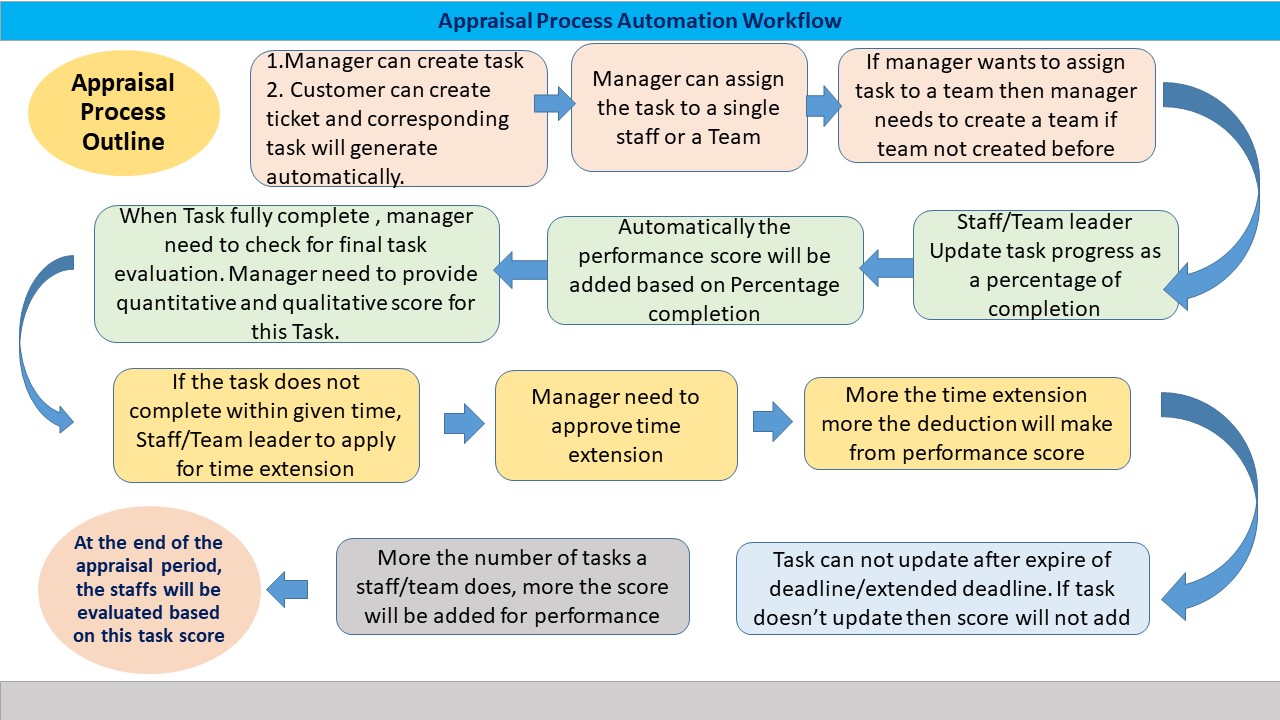 Appraisal Process Automation Workflow
Appraisal
Process
Outline
1.Manager can create task
2. Customer can create
ticket and corresponding
task will generate
automatically.
Manager can assign
the task to a single
staff or a Team
If manager wants to assign
task to a team then manager
needs to create a team if
team not created before
Staff/Team leader
Update task progress as
a percentage of
completion
Automatically the
performance score will be
added based on Percentage
completion
When Task fully complete , manager
need to check for final task
evaluation. Manager need to provide
quantitative and qualitative score for
this Task.
If the task does not
complete within given time,
Staff/Team leader to apply
for time extension
Manager need to
approve time
extension
More the time extension
more the deduction will make
from performance score
Task can not update after expire of
deadline/extended deadline. If task
doesn’t update then score will not add
More the number of tasks a
staff/team does, more the score
will be added for performance
At the end of the
appraisal period,
the staffs will be
evaluated based
on this task score